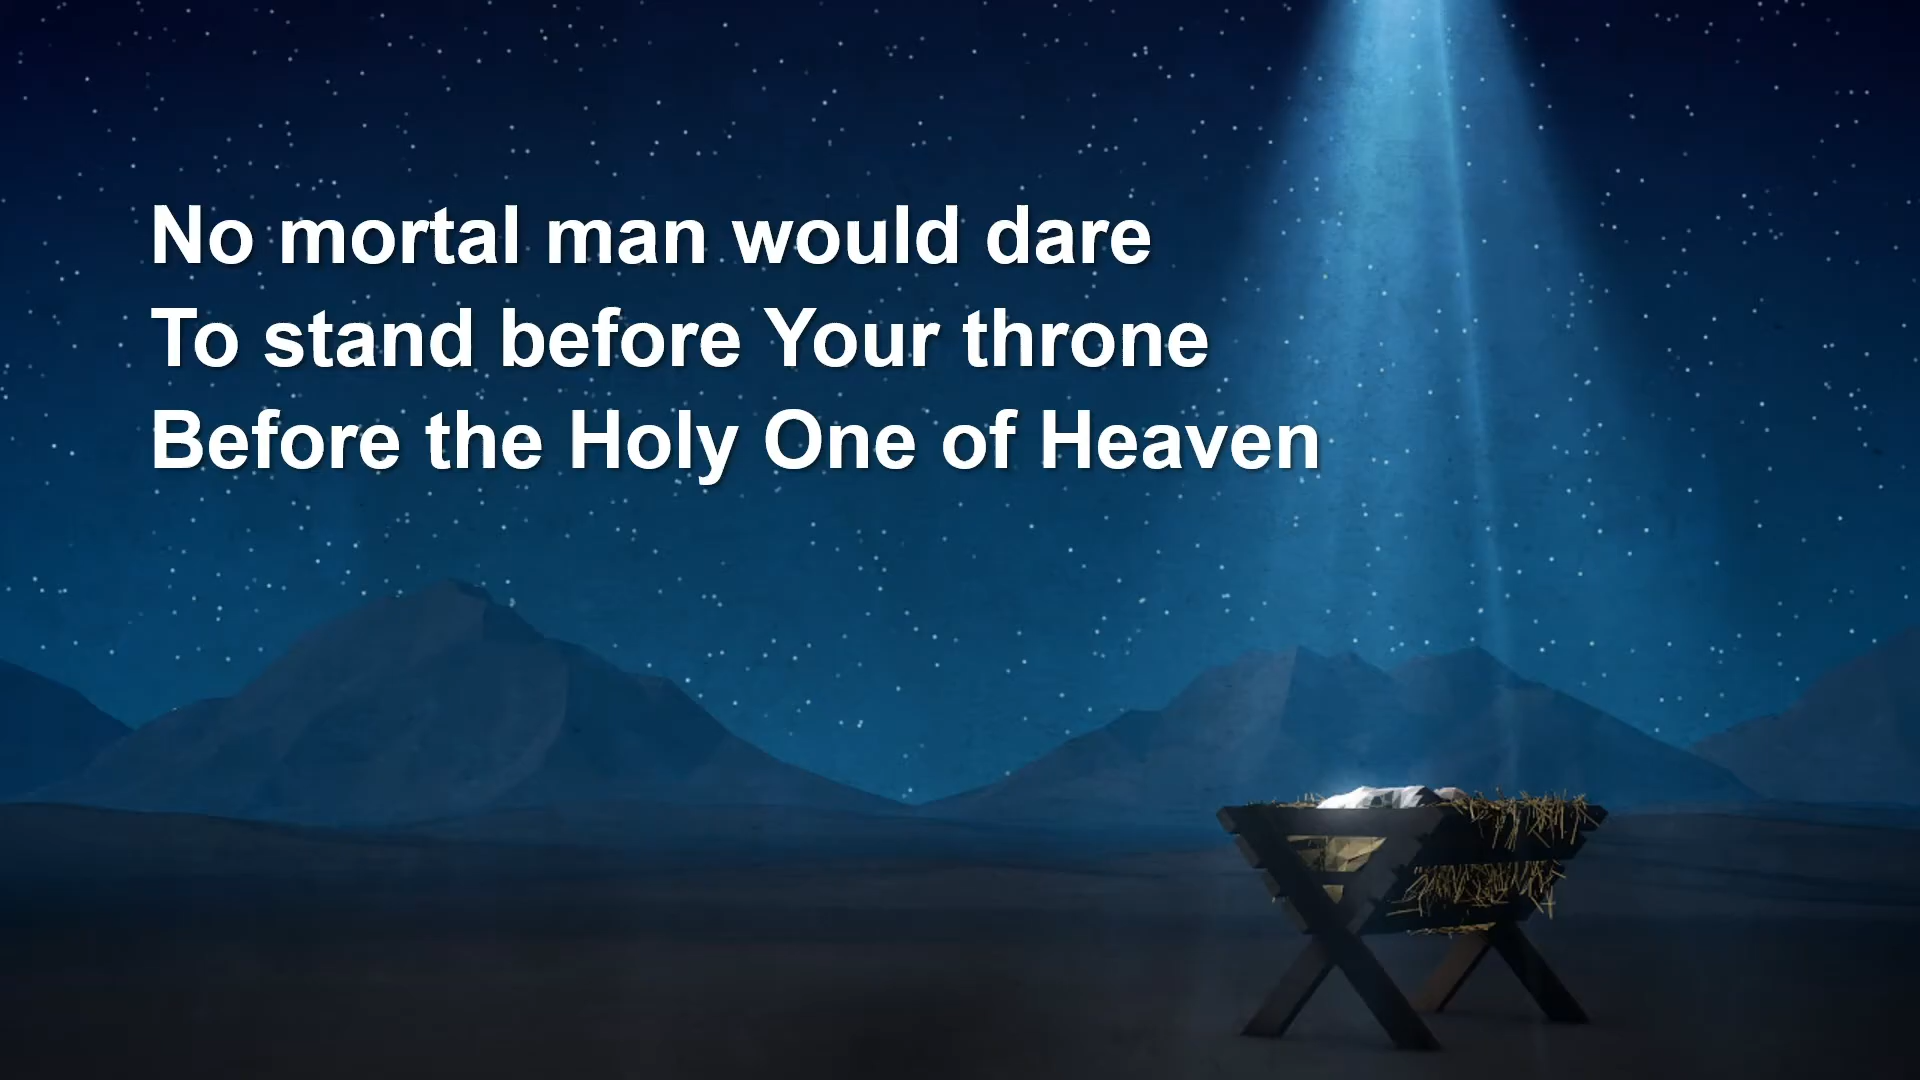 No mortal man would dare
To stand before Your throne
Before the Holy One of Heaven